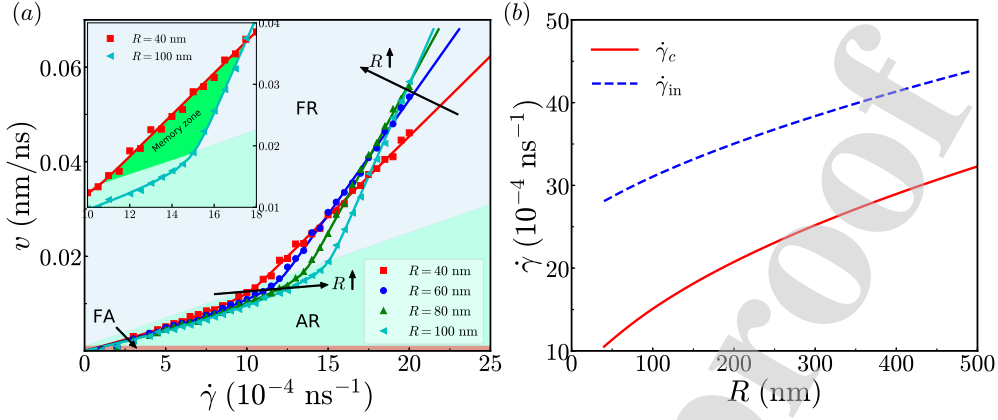 (a)
v (nm/ns)
0.06
0.04
0.02
R = 40 nm
R = 100 nm
Memory zone
0.04
0.03
0.02
0.01
10 12 14 16 18
FR
R
R
AR
FA
R = 40 nm
R = 60 nm
R = 80 nm
R = 100 nm
0 5 10 15 20 25
γ̇ (10⁻⁴ ns⁻¹)
(b)
γ̇c
γ̇in
γ̇ (10⁻⁴ ns⁻¹)
50
40
30
20
10
0 100 200 300 400 500
R (nm)
proof